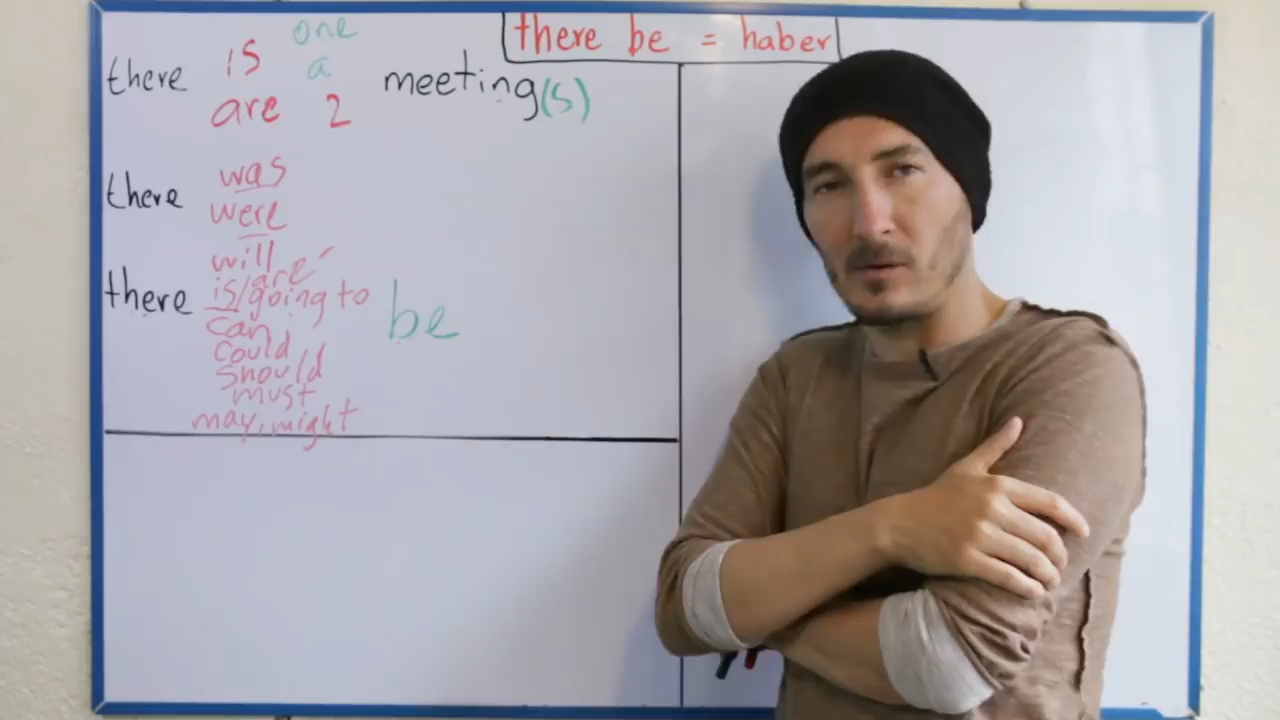 there be = haber
one
there is a meeting(s)
are 2
there was
were
will
are
there is/going to be
can
could
should
must
may, might